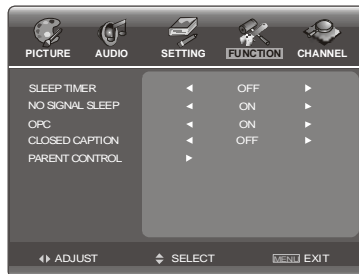 PICTURE AUDIO SETTING FUNCTION CHANNEL
SLEEP TIMER OFF
NO SIGNAL SLEEP ON
OPC ON
CLOSED CAPTION OFF
PARENT CONTROL
ADJUST SELECT MENU EXIT